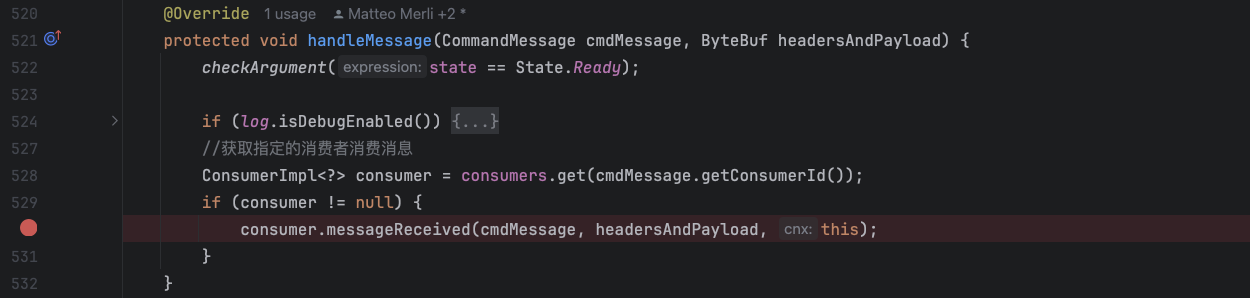 520 @Override 1 usage Matteo Merli +2 *
521 protected void handleMessage(CommandMessage cmdMessage, ByteBuf headersAndPayload) {
522 checkArgument( expression: state == State.Ready);
523
524 if (log.isDebugEnabled()) {...}
527 //获取指定的消费者消费消息
528 ConsumerImpl<?> consumer = consumers.get(cmdMessage.getConsumerId());
529 if (consumer != null) {
consumer.messageReceived(cmdMessage, headersAndPayload, cnx: this);
531 }
532 }